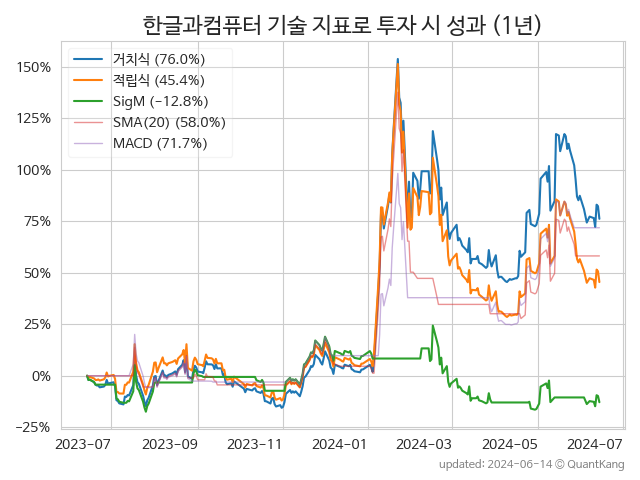 한글과컴퓨터 기술 지표로 투자 시 성과 (1년)
거치식 (76.0%)
적립식 (45.4%)
SigM (−12.8%)
SMA(20) (58.0%)
MACD (71.7%)
150%
125%
100%
75%
50%
25%
0%
−25%
2023-07 2023-09 2023-11 2024-01 2024-03 2024-05 2024-07
updated: 2024-06-14 © QuantKang